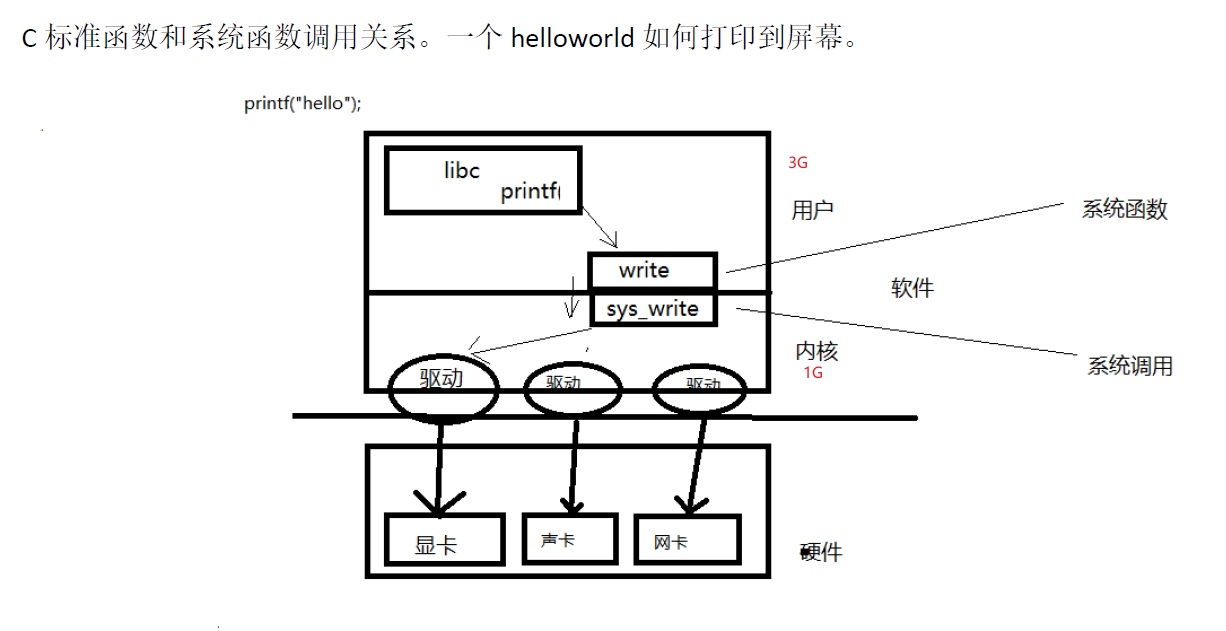 C 标准函数和系统函数调用关系。一个 helloworld 如何打印到屏幕。
printf("hello");
libc
printf(
3G
用户
系统函数
write
软件
sys_write
内核
1G
系统调用
驱动
驱动
驱动
显卡
声卡
网卡
硬件